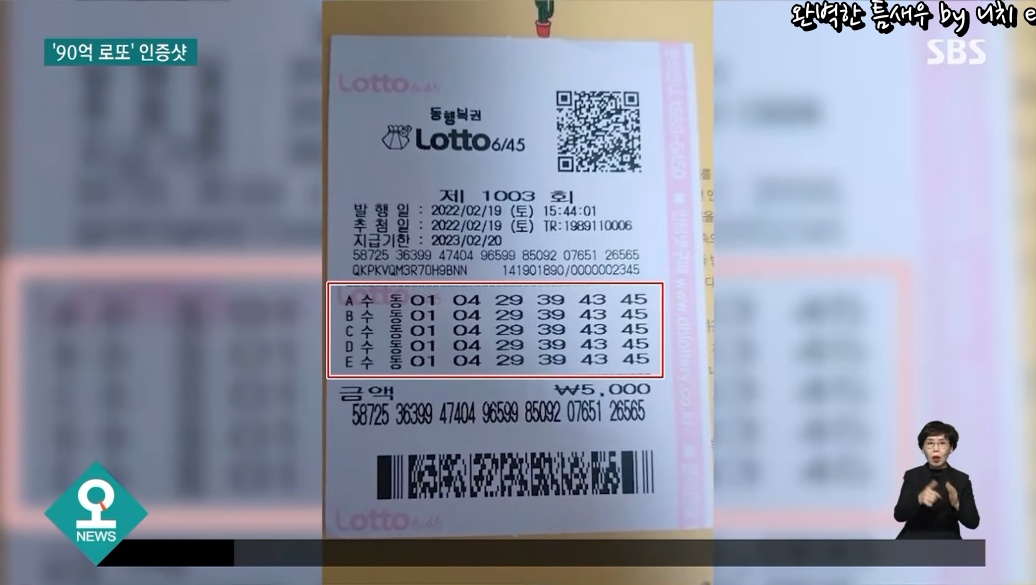 완벽한 틈새우 by 니치 e
'90억 로또' 인증샷
SBS
Lotto 6/45
동행복권
Lotto 6/45
제 1003 회
발 행 일 : 2022/02/19 (토) 15:44:01
추 첨 일 : 2022/02/19 (토) TR:1989110006
지급기한 : 2023/02/20
58725 36399 47404 96599 85092 07651 26565
QKPKVQM3R70H9BNN 141901890/0000002345
A 수 동 01 04 29 39 43 45
B 수 동 01 04 29 39 43 45
C 수 동 01 04 29 39 43 45
D 수 동 01 04 29 39 43 45
E 수 동 01 04 29 39 43 45
금액 ₩5,000
58725 36399 47404 96599 85092 07651 26565
Lotto 6/45
www.dhlottery.co.kr
오
NEWS